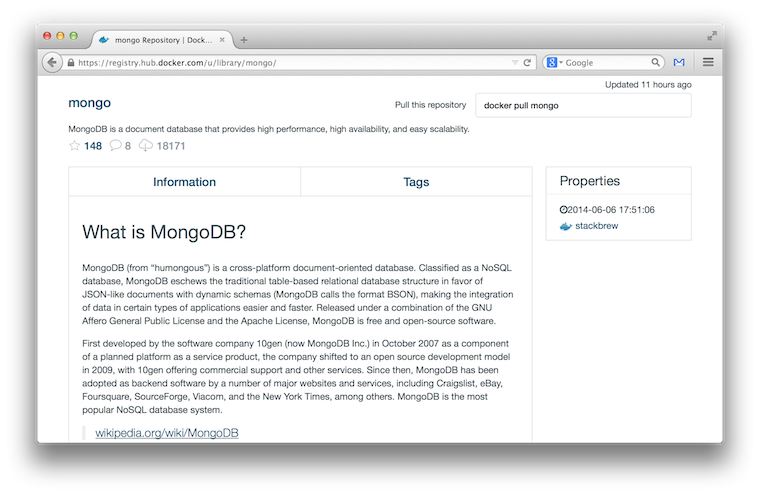 mongo Repository | Dock...
https://registry.hub.docker.com/u/library/mongo/
Google
Updated 11 hours ago
mongo
Pull this repository
docker pull mongo
MongoDB is a document database that provides high performance, high availability, and easy scalability.
148 8 18171
Information
Tags
Properties
2014-06-06 17:51:06
stackbrew
What is MongoDB?
MongoDB (from “humongous”) is a cross-platform document-oriented database. Classified as a NoSQL
database, MongoDB eschews the traditional table-based relational database structure in favor of
JSON-like documents with dynamic schemas (MongoDB calls the format BSON), making the integration
of data in certain types of applications easier and faster. Released under a combination of the GNU
Affero General Public License and the Apache License, MongoDB is free and open-source software.
First developed by the software company 10gen (now MongoDB Inc.) in October 2007 as a component
of a planned platform as a service product, the company shifted to an open source development model
in 2009, with 10gen offering commercial support and other services. Since then, MongoDB has been
adopted as backend software by a number of major websites and services, including Craigslist, eBay,
Foursquare, SourceForge, Viacom, and the New York Times, among others. MongoDB is the most
popular NoSQL database system.
wikipedia.org/wiki/MongoDB